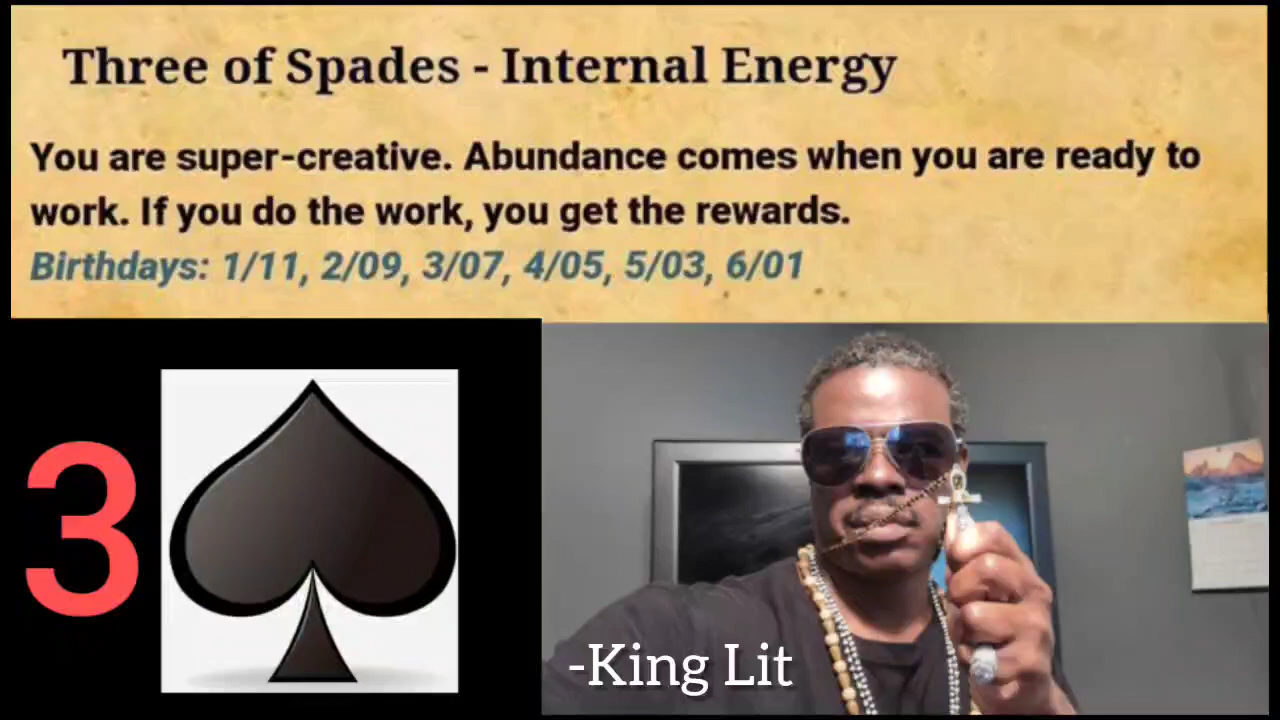 Three of Spades - Internal Energy
You are super-creative. Abundance comes when you are ready to
work. If you do the work, you get the rewards.
Birthdays: 1/11, 2/09, 3/07, 4/05, 5/03, 6/01
3
-King Lit